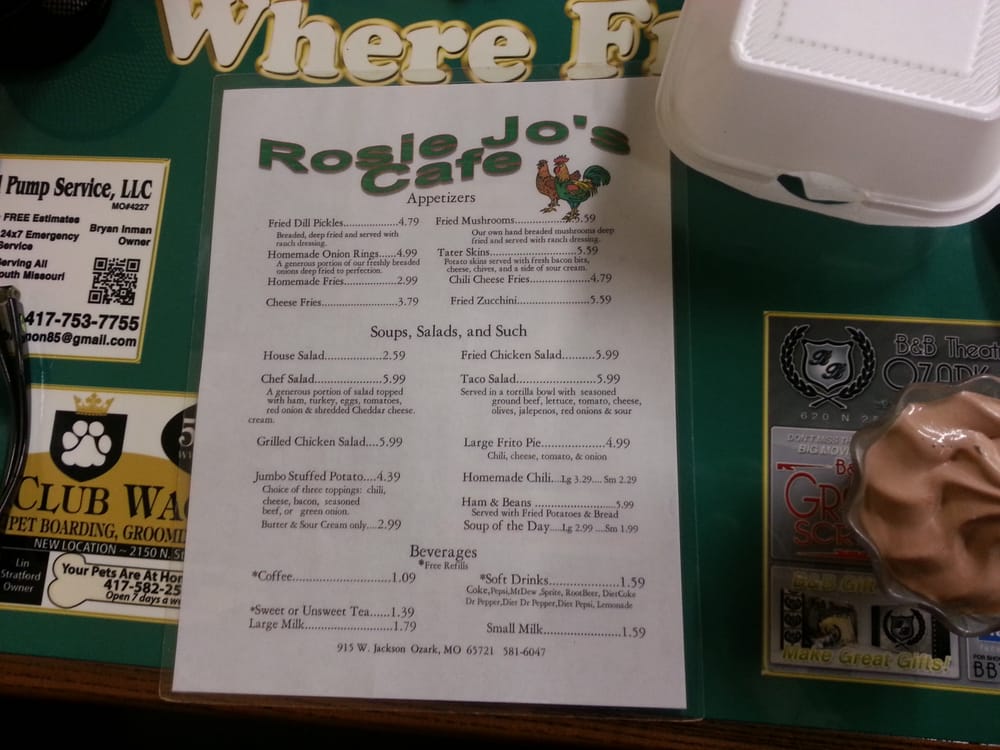 Where
Rosie Jo's
Cafe
Appetizers
Fried Dill Pickles..................4.79
Breaded, deep fried and served with
ranch dressing.
Homemade Onion Rings......4.99
A generous portion of our freshly breaded
onions deep fried to perfection.
Homemade Fries...................2.99
Cheese Fries.......................3.79
Fried Mushrooms................5.59
Our own hand breaded mushrooms deep
fried and served with ranch dressing.
Tater Skins........................5.59
Potato skins served with fresh bacon bits,
cheese, chives, and a side of sour cream.
Chili Cheese Fries................4.79
Fried Zucchini....................5.59
Soups, Salads, and Such
House Salad...................2.59
Chef Salad......................5.99
A generous portion of salad topped
with ham, turkey, eggs, tomatoes,
red onion & shredded Cheddar cheese.
cream.
Grilled Chicken Salad....5.99
Jumbo Stuffed Potato....4.39
Choice of three toppings: chili,
cheese, bacon, seasoned
beef, or green onion.
Butter & Sour Cream only....2.99
Fried Chicken Salad..........5.99
Taco Salad.........................5.99
Served in a tortilla bowl with seasoned
ground beef, lettuce, tomato, cheese,
olives, jalepenos, red onions & sour
Large Frito Pie...................4.99
Chili, cheese, tomato, & onion
Homemade Chili....Lg 3.29.... Sm 2.29
Ham & Beans .......................5.99
Served with Fried Potatoes & Bread
Soup of the Day....Lg 2.99 ....Sm 1.99
Beverages
*Free Refills
*Coffee...........................1.09
*Sweet or Unsweet Tea.....1.39
Large Milk........................1.79
*Soft Drinks....................1.59
Coke,Pepsi,MtDew ,Sprite, RootBeer, DietCoke
Dr Pepper,Diet Dr Pepper,Diet Pepsi, Lemonade
Small Milk......................1.59
915 W. Jackson Ozark, MO 65721 581-6047
Pump Service, LLC
MO#4227
FREE Estimates
24x7 Emergency
Service
Bryan Inman
Owner
Serving All
South Missouri
417-753-7755
85@gmail.com
CLUB
PET BOARDING,
NEW LOCATION ~ 2150 N.
Lin
Stratford
Owner
Your Pets Are At
417-582-25
Open 7 days a
B&B
OZARK
620 N
DON'T MISS
BIG
B&B
Make Great Gifts!